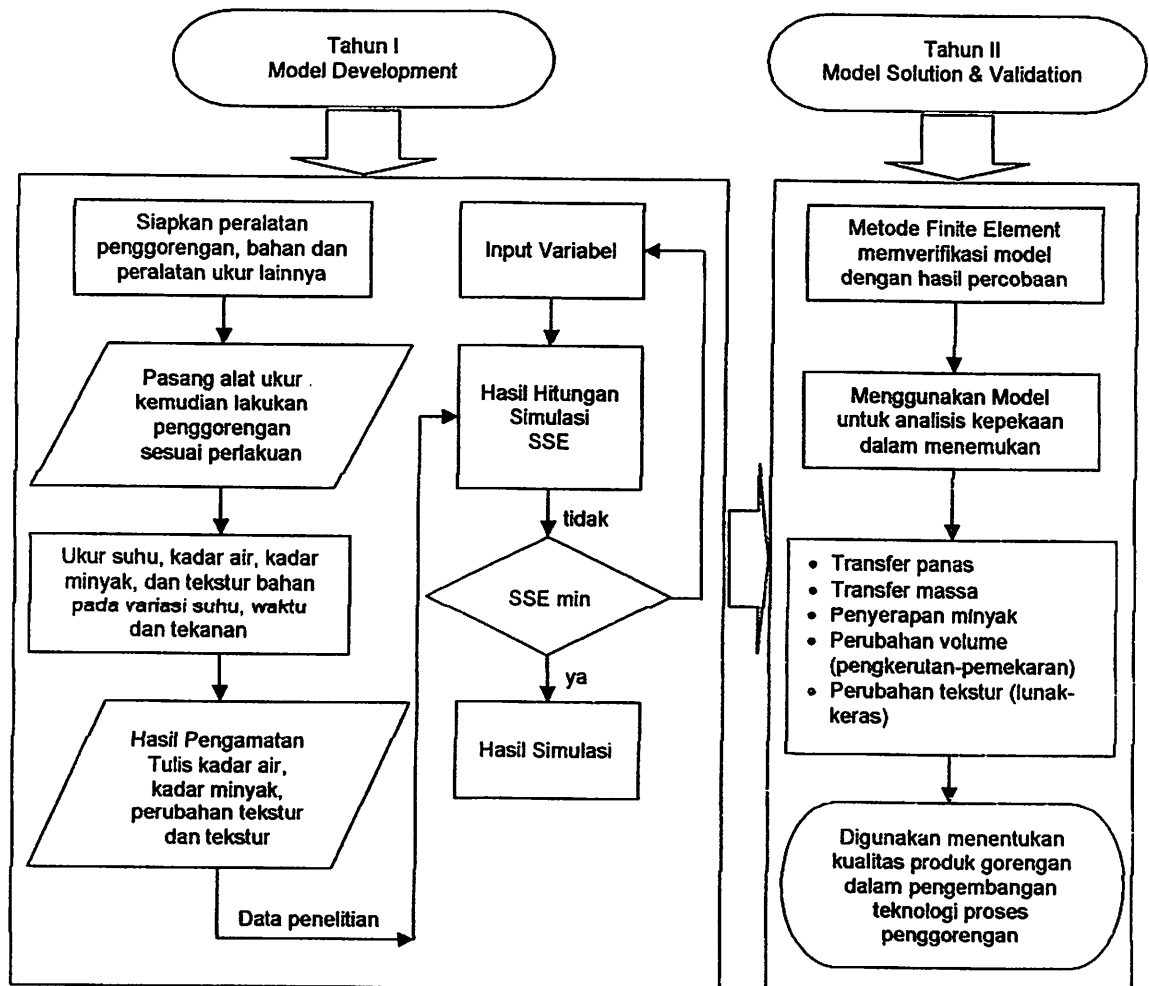 Tahun I
Model Development
Siapkan peralatan
penggorengan, bahan dan
peralatan ukur lainnya
Pasang alat ukur .
kemudian lakukan
penggorengan
sesuai perlakuan
Ukur suhu, kadar air, kadar
minyak, dan tekstur bahan
pada variasi suhu, waktu
dan tekanan
Hasil Pengamatan
Tulis kadar air,
kadar minyak,
perubahan tekstur
dan tekstur
Data penelitian
Input Variabel
Hasil Hitungan
Simulasi
SSE
tidak
SSE min
ya
Hasil Simulasi
Tahun II
Model Solution & Validation
Metode Finite Element
memverifikasi model
dengan hasil percobaan
Menggunakan Model
untuk analisis kepekaan
dalam menemukan
• Transfer panas
• Transfer massa
• Penyerapan minyak
• Perubahan volume
(pengkerutan-pemekaran)
• Perubahan tekstur (lunak-
keras)
Digunakan menentukan
kualitas produk gorengan
dalam pengembangan
teknologi proses
penggorengan